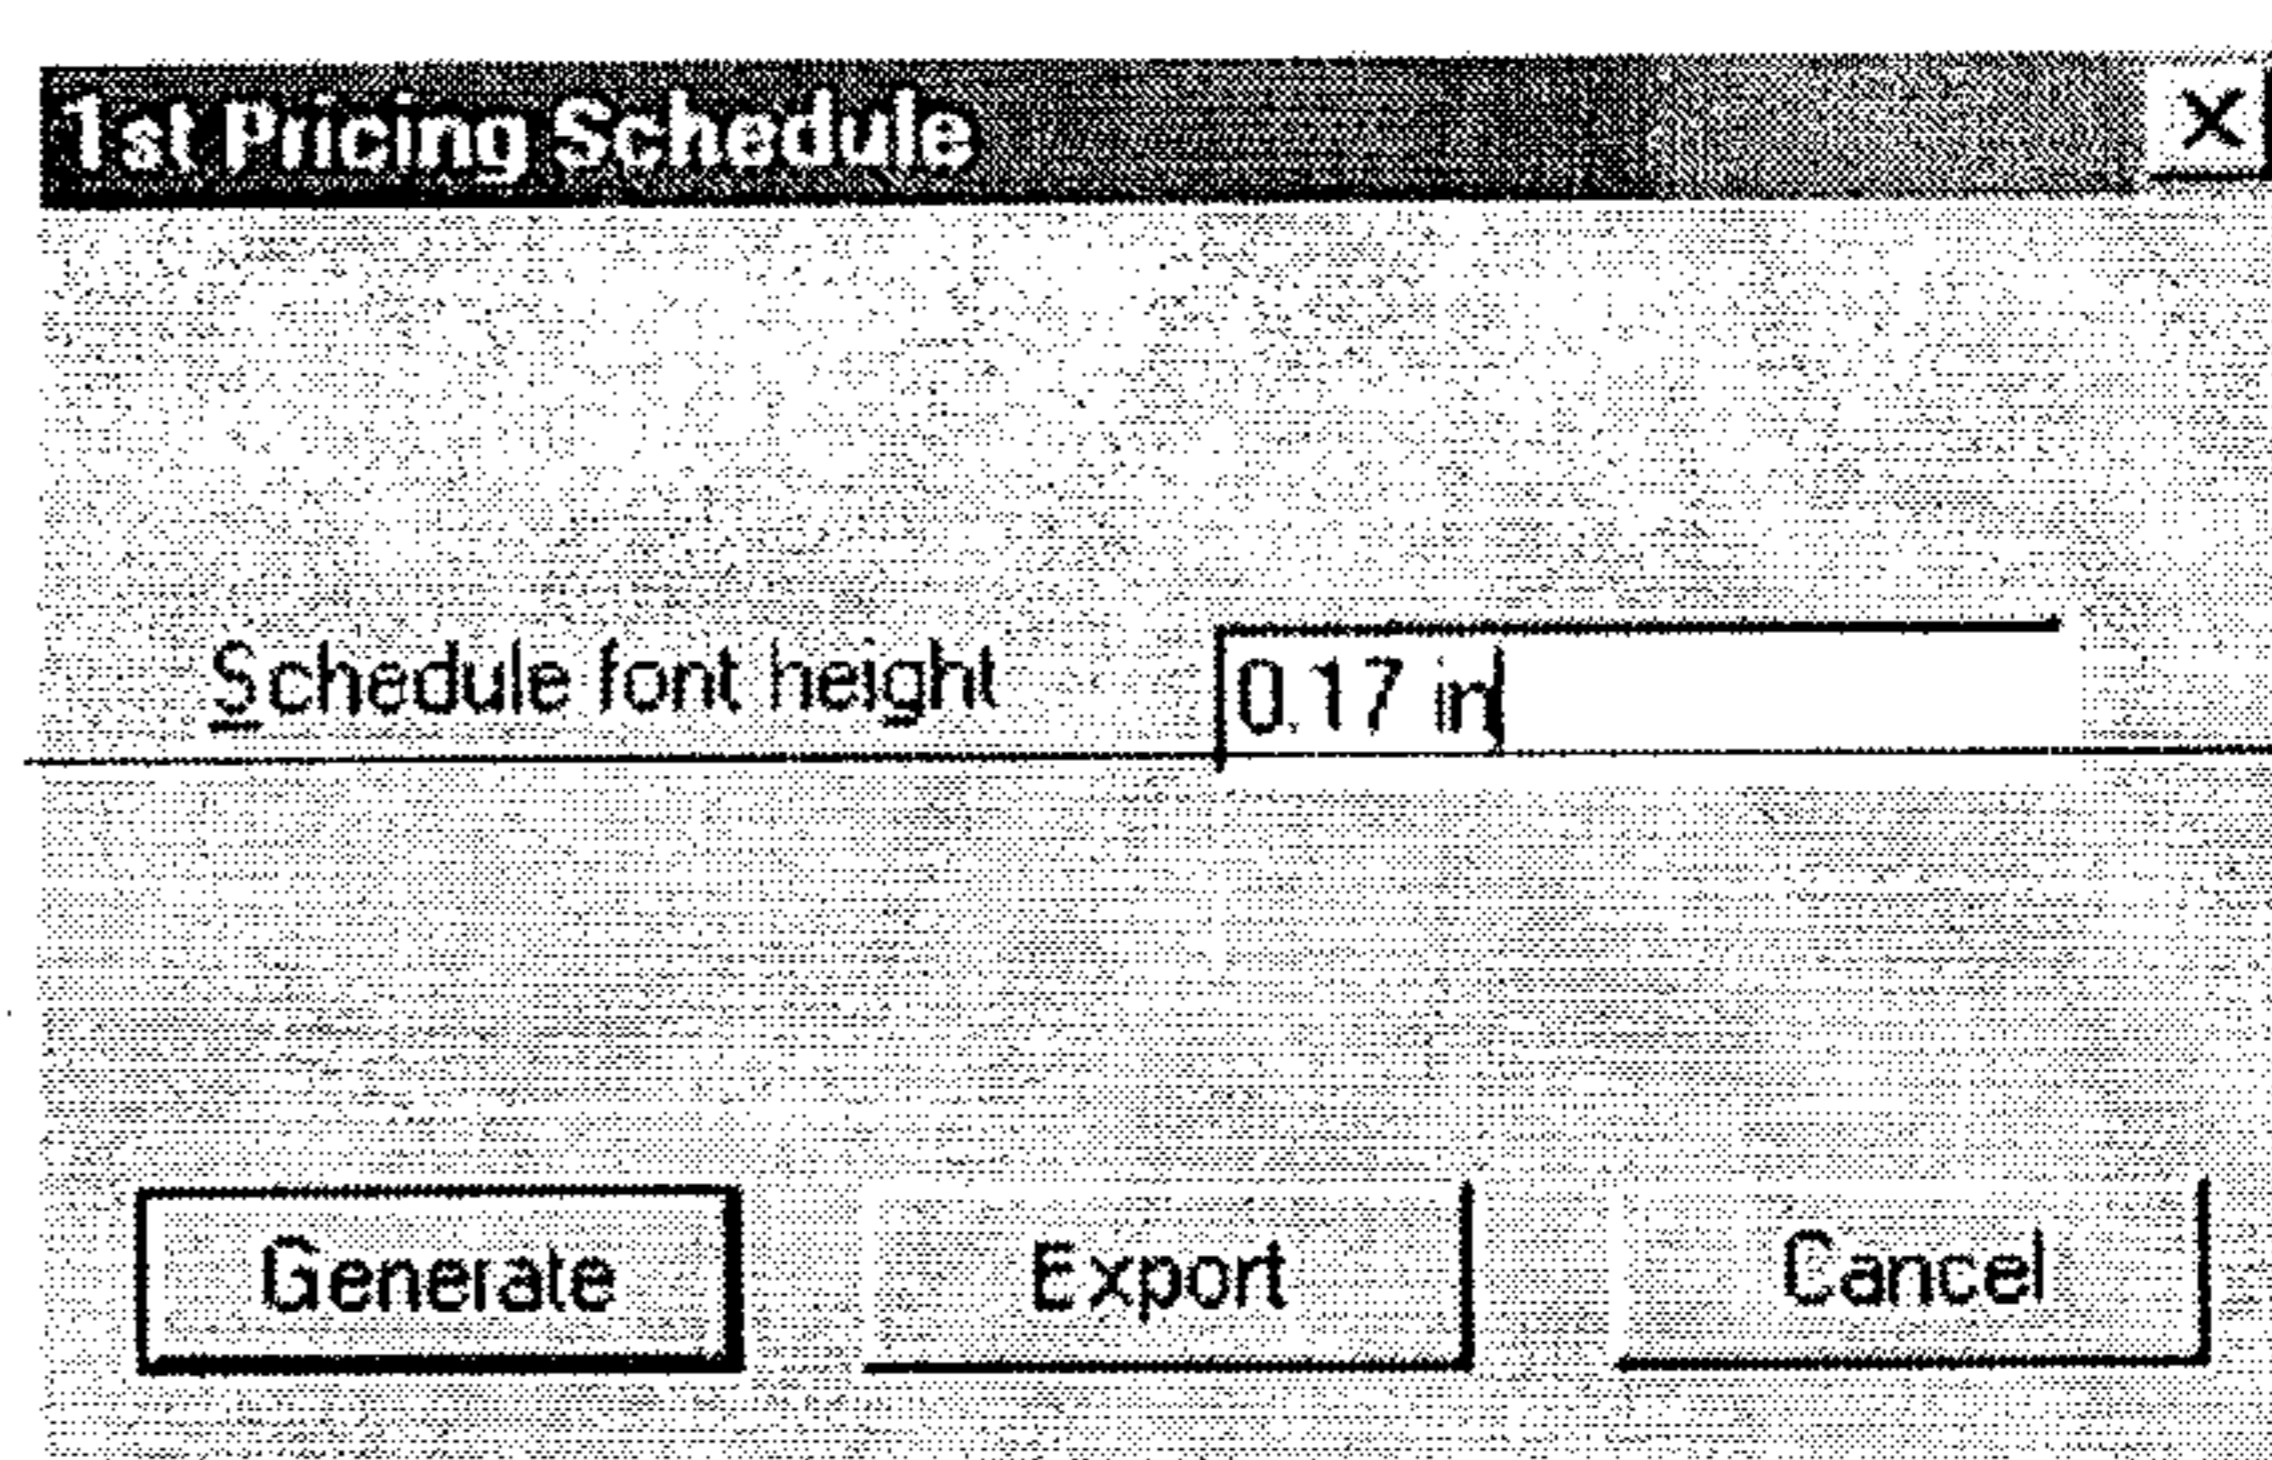 1st Pricing Schedule
Schedule font height 0.17 in
Generate Export Cancel